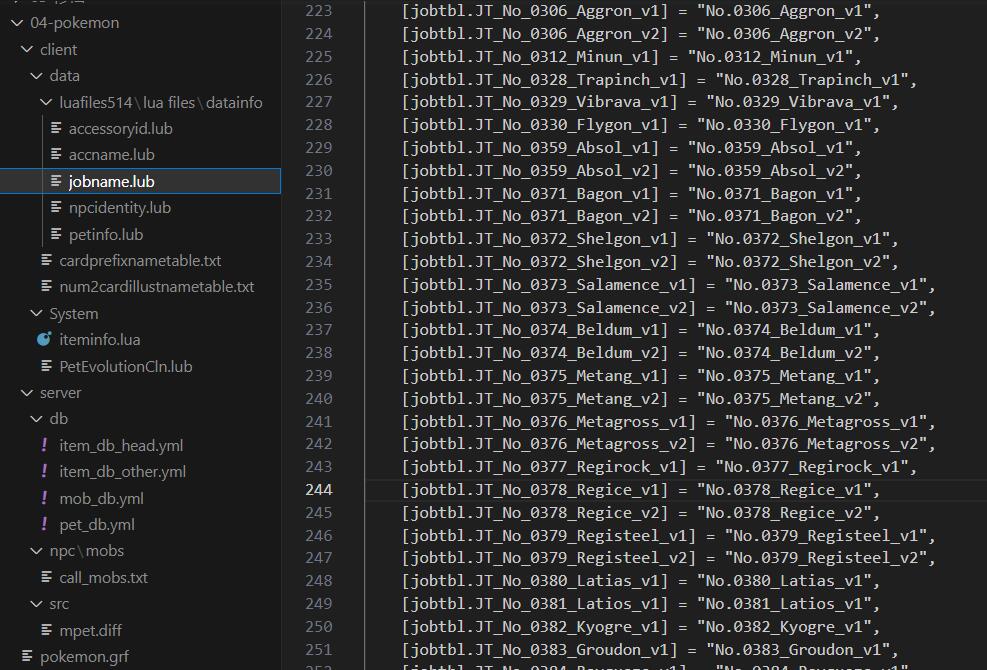 04-pokemon
client
data
luafiles514\lua files\datainfo
accessoryid.lub
accname.lub
jobname.lub
npcidentity.lub
petinfo.lub
cardprefixnametable.txt
num2cardillustnametable.txt
System
iteminfo.lua
PetEvolutionCln.lub
server
db
! item_db_head.yml
! item_db_other.yml
! mob_db.yml
! pet_db.yml
npc\mobs
call_mobs.txt
src
mpet.diff
pokemon.grf
223 [jobtbl.JT_No_0306_Aggron_v1] = "No.0306_Aggron_v1",
224 [jobtbl.JT_No_0306_Aggron_v2] = "No.0306_Aggron_v2",
225 [jobtbl.JT_No_0312_Minun_v1] = "No.0312_Minun_v1",
226 [jobtbl.JT_No_0328_Trapinch_v1] = "No.0328_Trapinch_v1",
227 [jobtbl.JT_No_0329_Vibrava_v1] = "No.0329_Vibrava_v1",
228 [jobtbl.JT_No_0330_Flygon_v1] = "No.0330_Flygon_v1",
229 [jobtbl.JT_No_0359_Absol_v1] = "No.0359_Absol_v1",
230 [jobtbl.JT_No_0359_Absol_v2] = "No.0359_Absol_v2",
231 [jobtbl.JT_No_0371_Bagon_v1] = "No.0371_Bagon_v1",
232 [jobtbl.JT_No_0371_Bagon_v2] = "No.0371_Bagon_v2",
233 [jobtbl.JT_No_0372_Shelgon_v1] = "No.0372_Shelgon_v1",
234 [jobtbl.JT_No_0372_Shelgon_v2] = "No.0372_Shelgon_v2",
235 [jobtbl.JT_No_0373_Salamence_v1] = "No.0373_Salamence_v1",
236 [jobtbl.JT_No_0373_Salamence_v2] = "No.0373_Salamence_v2",
237 [jobtbl.JT_No_0374_Beldum_v1] = "No.0374_Beldum_v1",
238 [jobtbl.JT_No_0374_Beldum_v2] = "No.0374_Beldum_v2",
239 [jobtbl.JT_No_0375_Metang_v1] = "No.0375_Metang_v1",
240 [jobtbl.JT_No_0375_Metang_v2] = "No.0375_Metang_v2",
241 [jobtbl.JT_No_0376_Metagross_v1] = "No.0376_Metagross_v1",
242 [jobtbl.JT_No_0376_Metagross_v2] = "No.0376_Metagross_v2",
243 [jobtbl.JT_No_0377_Regirock_v1] = "No.0377_Regirock_v1",
244 [jobtbl.JT_No_0378_Regice_v1] = "No.0378_Regice_v1",
245 [jobtbl.JT_No_0378_Regice_v2] = "No.0378_Regice_v2",
246 [jobtbl.JT_No_0379_Registeel_v1] = "No.0379_Registeel_v1",
247 [jobtbl.JT_No_0379_Registeel_v2] = "No.0379_Registeel_v2",
248 [jobtbl.JT_No_0380_Latias_v1] = "No.0380_Latias_v1",
249 [jobtbl.JT_No_0381_Latios_v1] = "No.0381_Latios_v1",
250 [jobtbl.JT_No_0382_Kyogre_v1] = "No.0382_Kyogre_v1",
251 [jobtbl.JT_No_0383_Groudon_v1] = "No.0383_Groudon_v1",